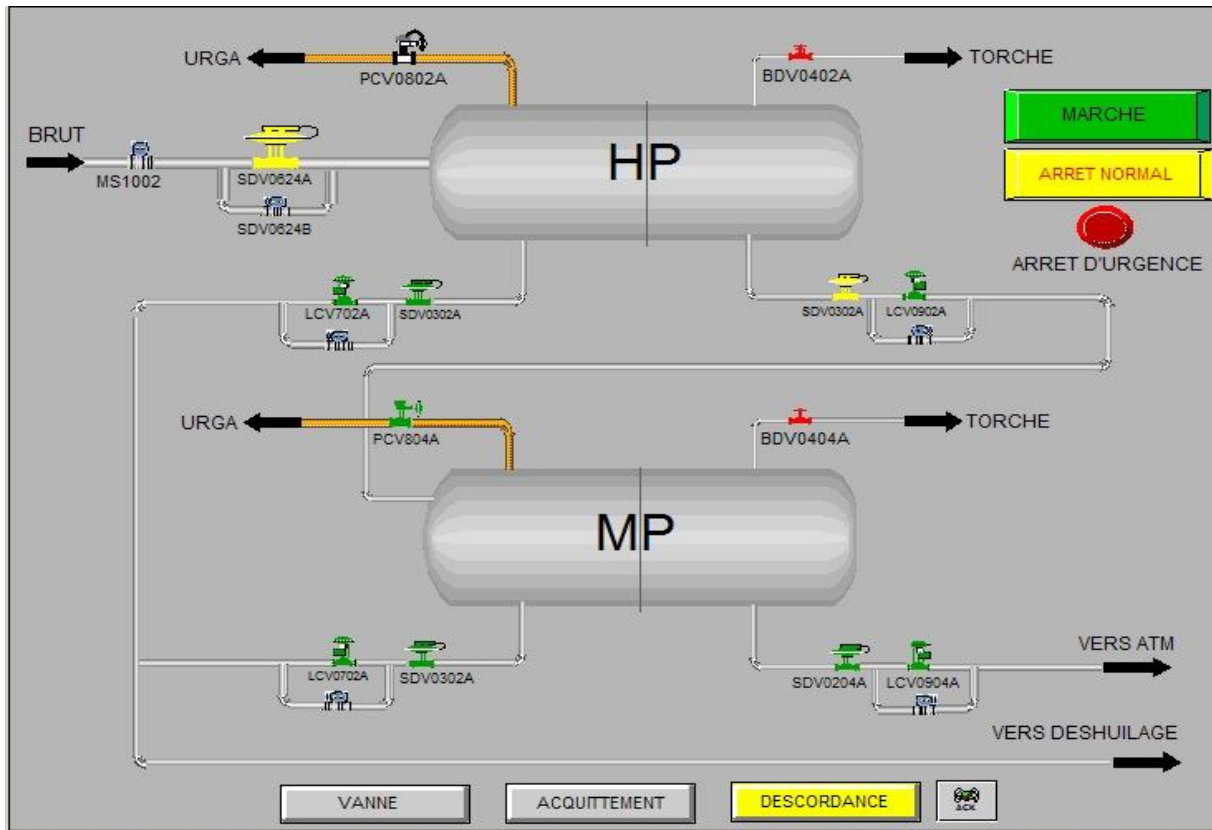 URGA
PCV0802A
BDV0402A
TORCHE
MARCHE
BRUT
MS1002
SDV0624A
HP
ARRET NORMAL
SDV0624B
ARRET D'URGENCE
LCV702A
SDV0302A
SDV0302A
LCV0902A
URGA
PCV804A
BDV0404A
TORCHE
MP
LCV0702A
SDV0302A
SDV0204A
LCV0904A
VERS ATM
VERS DESHUILAGE
VANNE
ACQUITTEMENT
DESCORDANCE
ACK